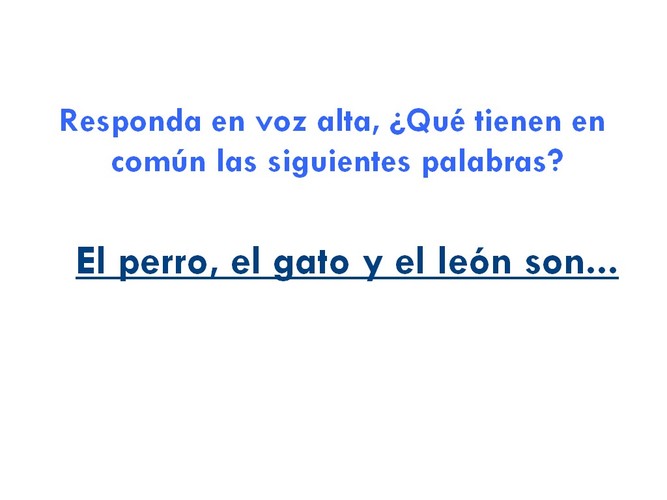 Responda en voz alta, ¿Qué tienen en
común las siguientes palabras?
El perro, el gato y el león son...